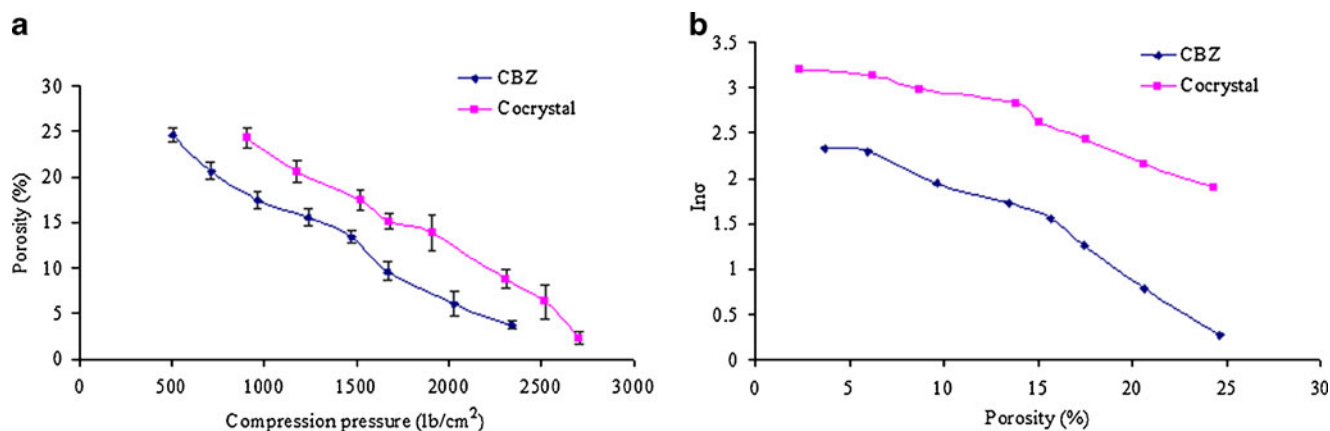 a
CBZ
Cocrystal
Porosity (%)
30
25
20
15
10
5
0
0 500 1000 1500 2000 2500 3000
Compression pressure (lb/cm²)
b
CBZ
Cocrystal
lnσ
3.5
3
2.5
2
1.5
1
0.5
0
0 5 10 15 20 25 30
Porosity (%)